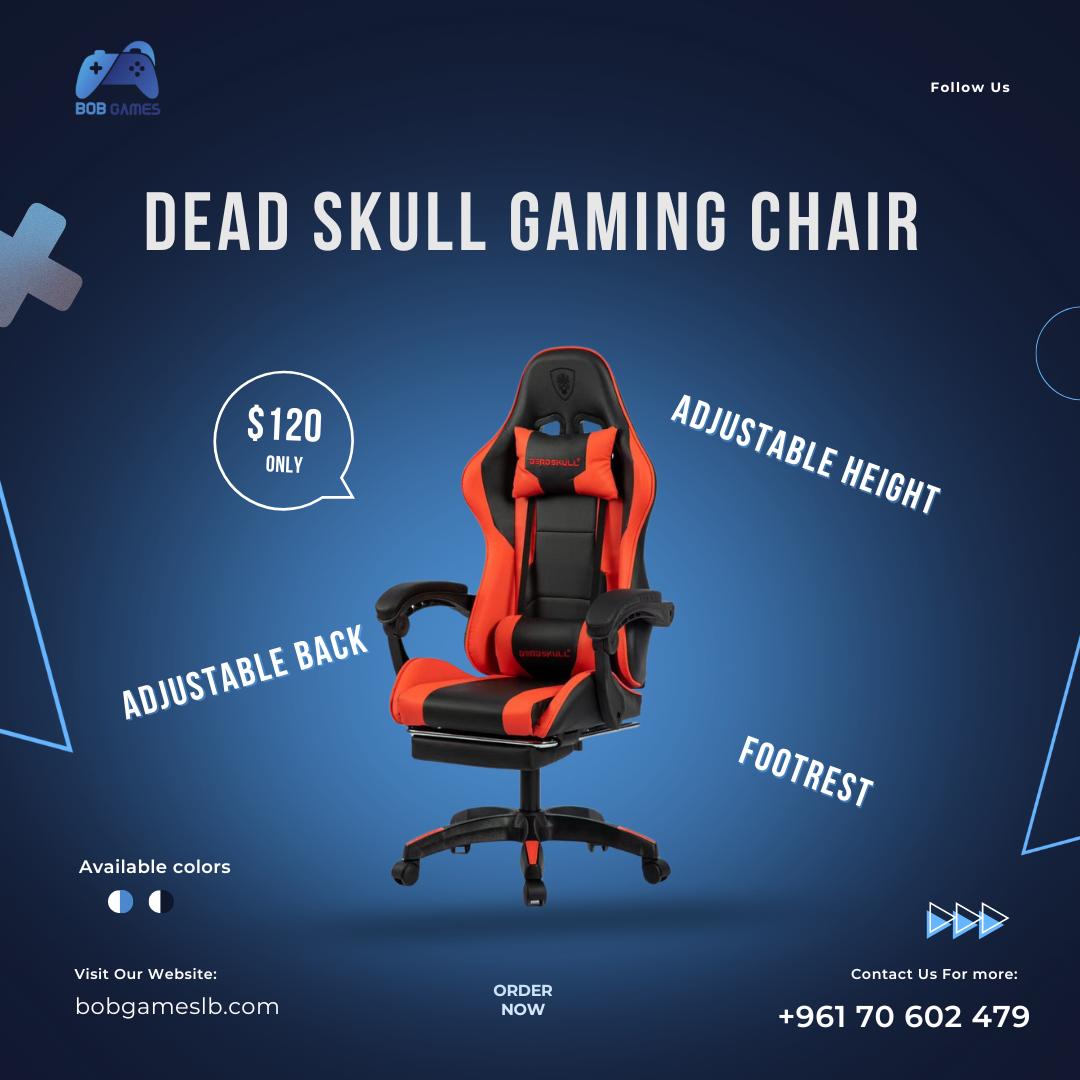 BOB GAMES
Follow Us
DEAD SKULL GAMING CHAIR
$120
ONLY
ADJUSTABLE HEIGHT
DEADSKULL
DEADSKULL
ADJUSTABLE BACK
FOOTREST
Available colors
Visit Our Website:
bobgameslb.com
ORDER
NOW
Contact Us For more:
+961 70 602 479